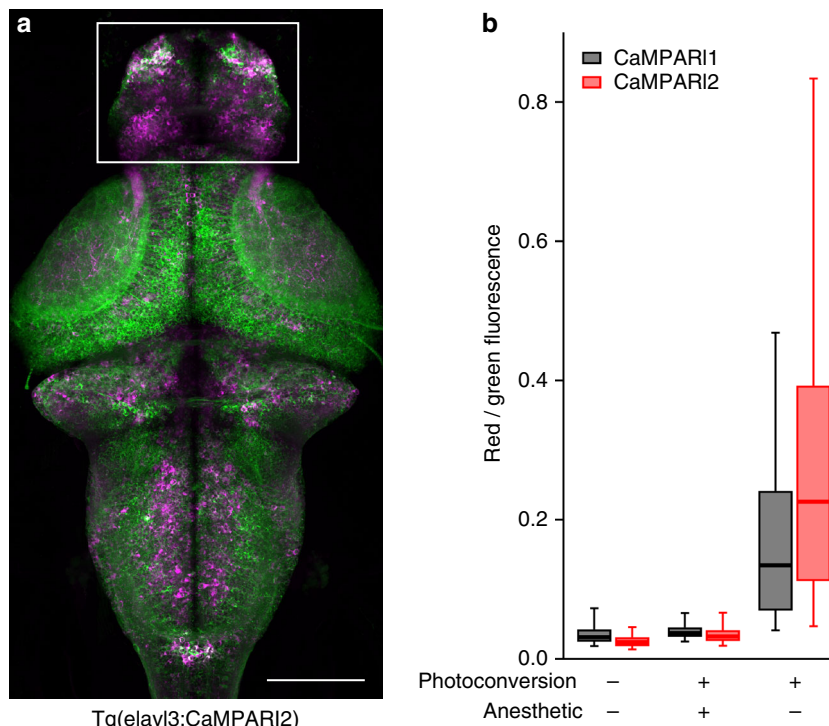 a
Tg(elavl3:CaMPARI2)
b
CaMPARI1
CaMPARI2
Red / green fluorescence
0.8
0.6
0.4
0.2
0.0
Photoconversion – + +
Anesthetic + –